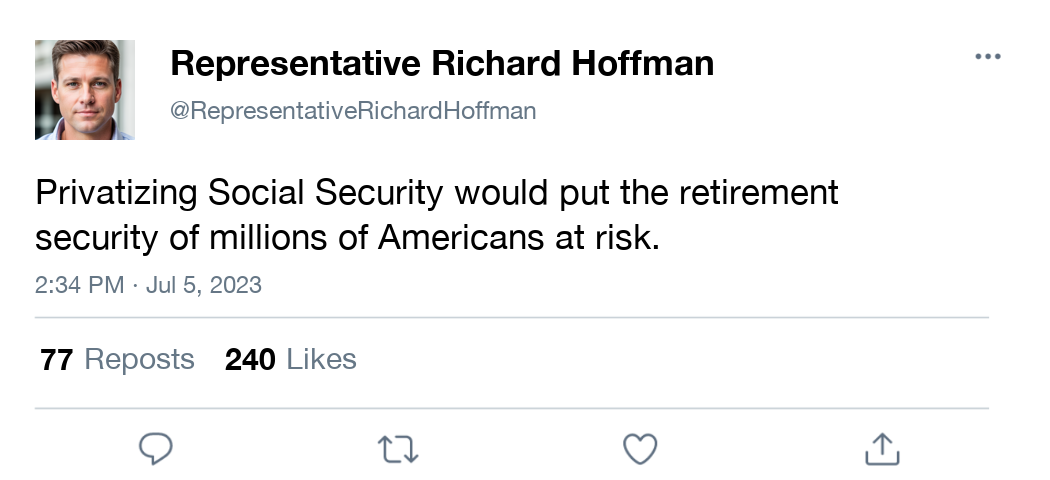 Representative Richard Hoffman
@RepresentativeRichardHoffman
Privatizing Social Security would put the retirement
security of millions of Americans at risk.
2:34 PM · Jul 5, 2023
77 Reposts 240 Likes